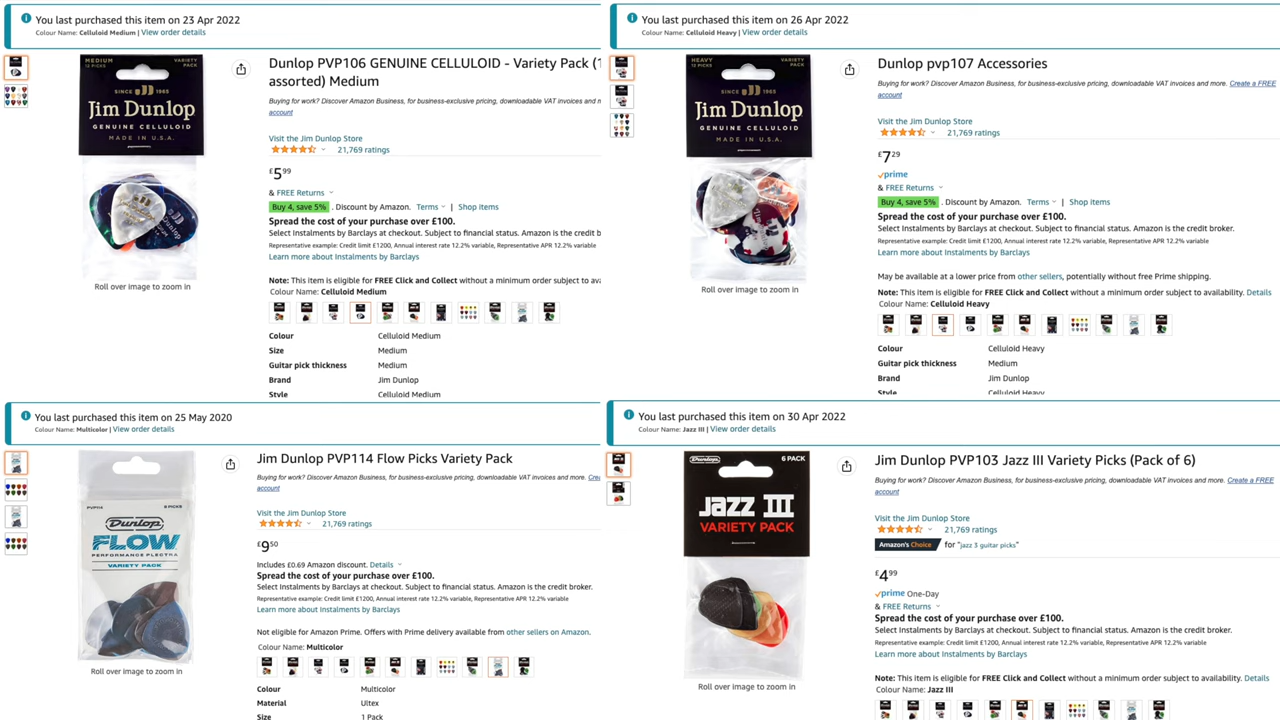 You last purchased this item on 23 Apr 2022
Colour Name: Celluloid Medium | View order details
MEDIUM
12 PICKS
VARIETY
PACK
SINCE 1965
Jim Dunlop
GENUINE CELLULOID
MADE IN U.S.A.
Roll over image to zoom in
Dunlop PVP106 GENUINE CELLULOID - Variety Pack (1
assorted) Medium
Buying for work? Discover Amazon Business, for business-exclusive pricing, downloadable VAT invoices and
account
Visit the Jim Dunlop Store
21,769 ratings
£599
& FREE Returns
Buy 4, save 5% . Discount by Amazon. Terms | Shop items
Spread the cost of your purchase over £100.
Select Instalments by Barclays at checkout. Subject to financial status. Amazon is the credit b
Representative example: Credit limit £1200, Annual interest rate 12.2% variable, Representative APR 12.2% variable
Learn more about Instalments by Barclays
Note: This item is eligible for FREE Click and Collect without a minimum order subject to ava
Colour Name: Celluloid Medium
Colour Celluloid Medium
Size Medium
Guitar pick thickness Medium
Brand Jim Dunlop
Style Celluloid Medium
You last purchased this item on 26 Apr 2022
Colour Name: Celluloid Heavy | View order details
HEAVY
12 PICKS
VARIETY
PACK
SINCE 1965
Jim Dunlop
GENUINE CELLULOID
MADE IN U.S.A.
Roll over image to zoom in
Dunlop pvp107 Accessories
Buying for work? Discover Amazon Business, for business-exclusive pricing, downloadable VAT invoices and more. Create a FREE
account
Visit the Jim Dunlop Store
21,769 ratings
£729
prime
& FREE Returns
Buy 4, save 5% . Discount by Amazon. Terms | Shop items
Spread the cost of your purchase over £100.
Select Instalments by Barclays at checkout. Subject to financial status. Amazon is the credit broker.
Representative example: Credit limit £1200, Annual interest rate 12.2% variable, Representative APR 12.2% variable
Learn more about Instalments by Barclays
May be available at a lower price from other sellers, potentially without free Prime shipping.
Note: This item is eligible for FREE Click and Collect without a minimum order subject to availability. Details
Colour Name: Celluloid Heavy
Colour Celluloid Heavy
Guitar pick thickness Medium
Brand Jim Dunlop
Style Celluloid Heavy
You last purchased this item on 25 May 2020
Colour Name: Multicolor | View order details
Dunlop
FLOW
PERFORMANCE PLECTRA
VARIETY PACK
Roll over image to zoom in
Jim Dunlop PVP114 Flow Picks Variety Pack
Buying for work? Discover Amazon Business, for business-exclusive pricing, downloadable VAT invoices and more. Crea
account
Visit the Jim Dunlop Store
21,769 ratings
£950
Includes £0.69 Amazon discount. Details
Spread the cost of your purchase over £100.
Select Instalments by Barclays at checkout. Subject to financial status. Amazon is the credit broker.
Representative example: Credit limit £1200, Annual interest rate 12.2% variable, Representative APR 12.2% variable
Learn more about Instalments by Barclays
Not eligible for Amazon Prime. Offers with Prime delivery available from other sellers on Amazon.
Colour Name: Multicolor
Colour Multicolor
Material Ultex
Size 1 Pack
You last purchased this item on 30 Apr 2022
Colour Name: Jazz III | View order details
Dunlop
6 PACK
JAZZ III
VARIETY PACK
Roll over image to zoom in
Jim Dunlop PVP103 Jazz III Variety Picks (Pack of 6)
Buying for work? Discover Amazon Business, for business-exclusive pricing, downloadable VAT invoices and more. Create a FREE
account
Visit the Jim Dunlop Store
21,769 ratings
Amazon's Choice for "jazz 3 guitar picks"
£499
prime One-Day
& FREE Returns
Spread the cost of your purchase over £100.
Select Instalments by Barclays at checkout. Subject to financial status. Amazon is the credit broker.
Representative example: Credit limit £1200, Annual interest rate 12.2% variable, Representative APR 12.2% variable
Learn more about Instalments by Barclays
Note: This item is eligible for FREE Click and Collect without a minimum order subject to availability. Details
Colour Name: Jazz III